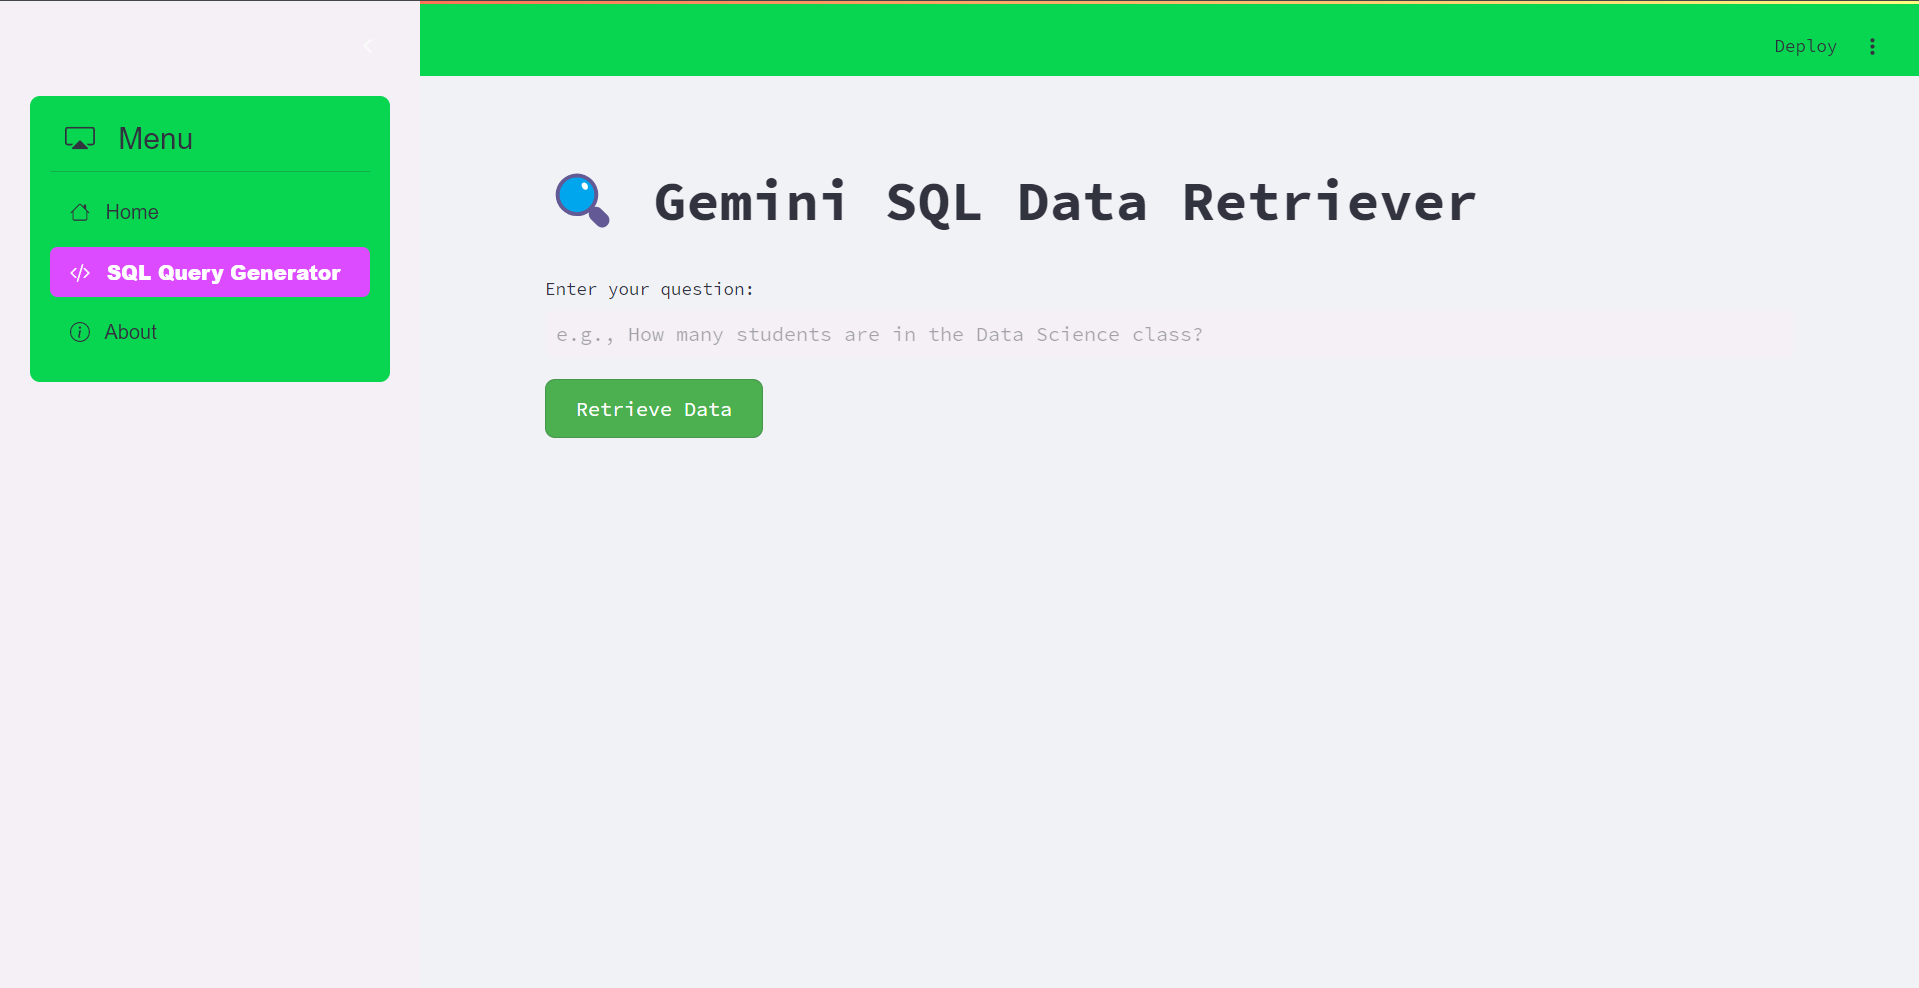 Deploy
Menu
Home
SQL Query Generator
About
Gemini SQL Data Retriever
Enter your question:
e.g., How many students are in the Data Science class?
Retrieve Data